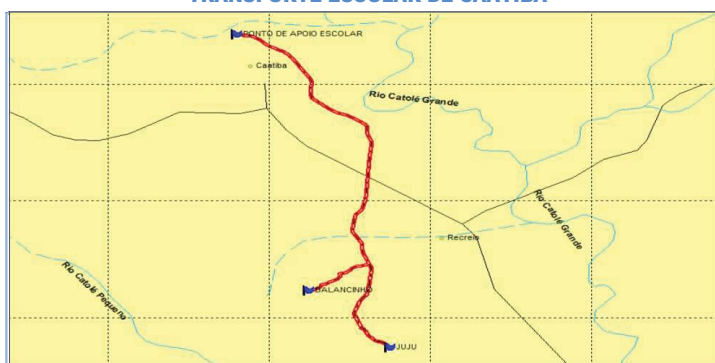 TRANSPORTE ESCOLAR DE CAATIBA
PONTO DE APOIO ESCOLAR
Caatiba
Rio Catolé Grande
Rio Catolé Grande
Recreio
Rio Catolé Pequeno
BALANCINHO
JUJU